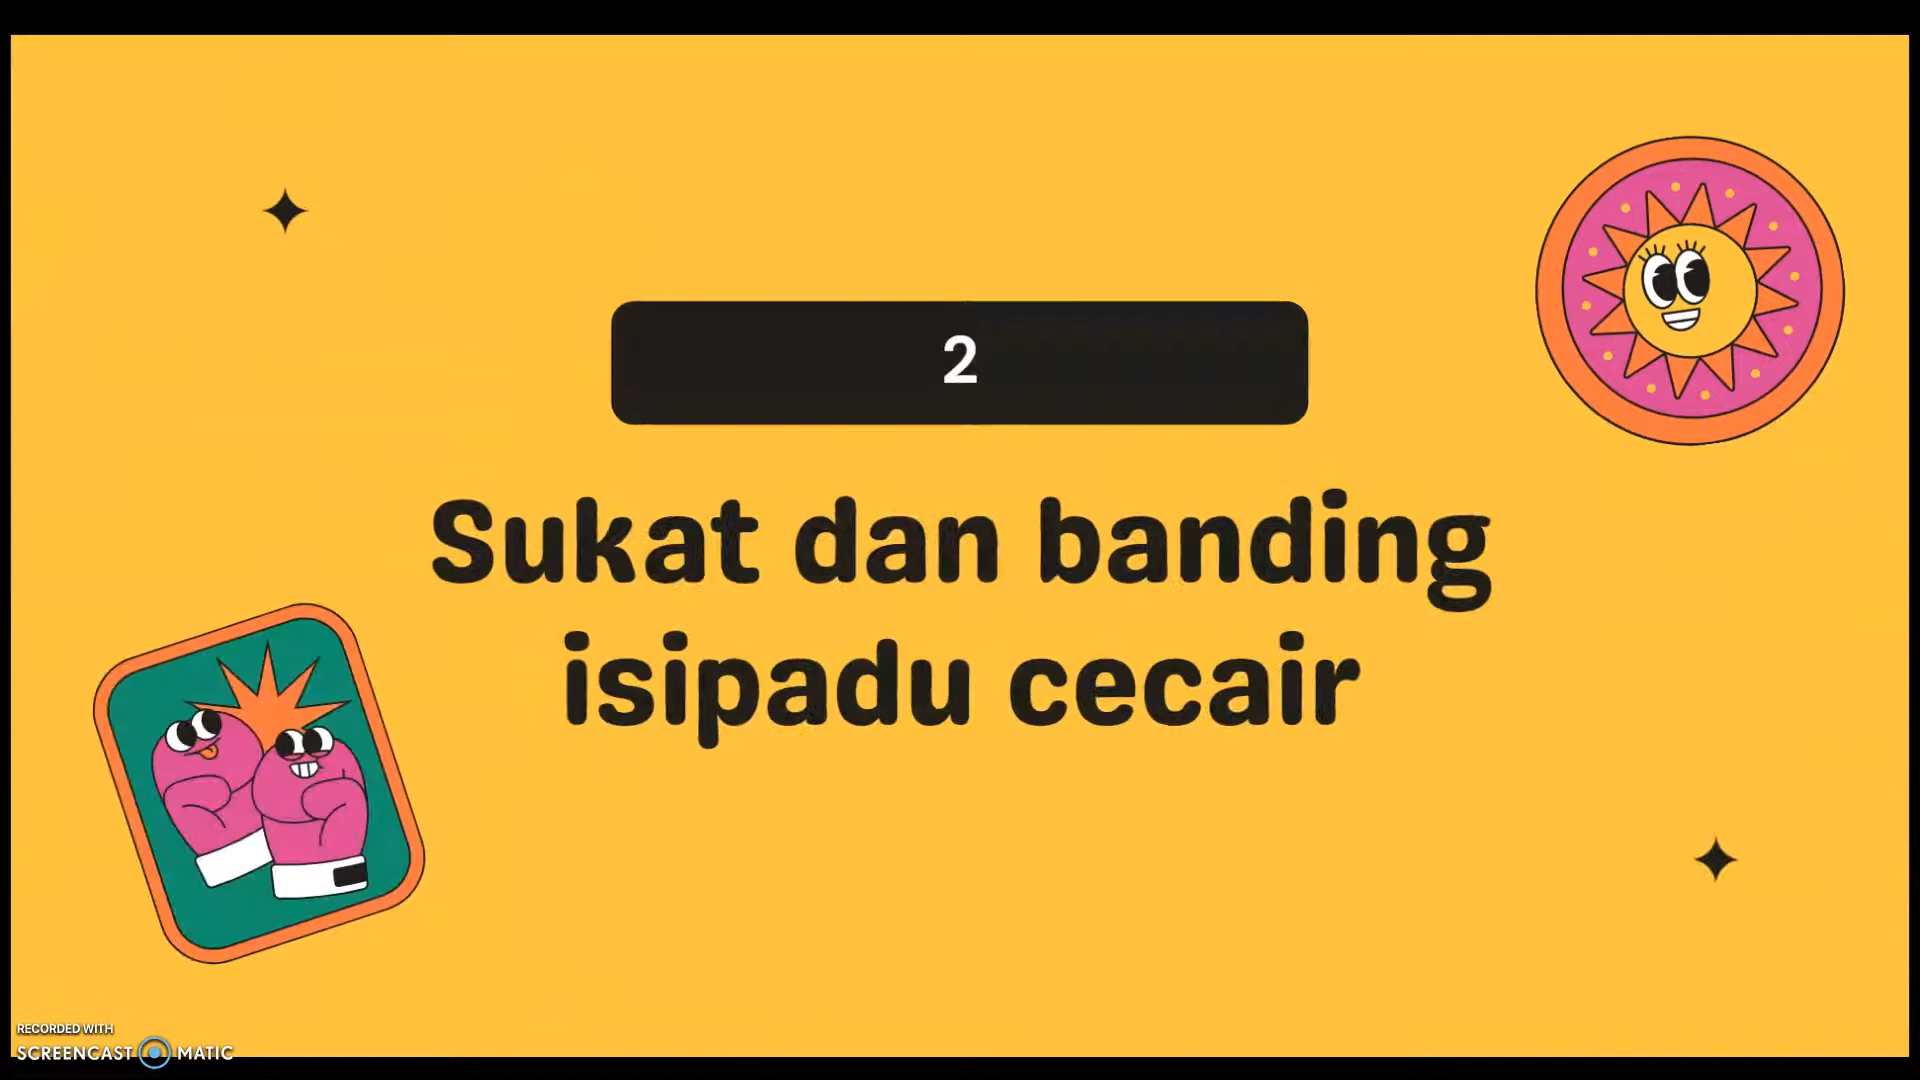 2
Sukat dan banding
isipadu cecair
RECORDED WITH
SCREENCAST MATIC